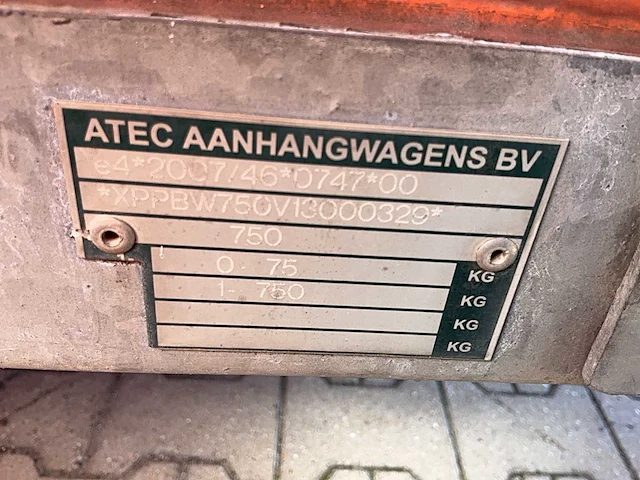 ATEC AANHANGWAGENS BV
e4*2007/46*0747*00
*XPPBW750V13000329*
750
0- 75 KG
1- 750 KG
KG
KG